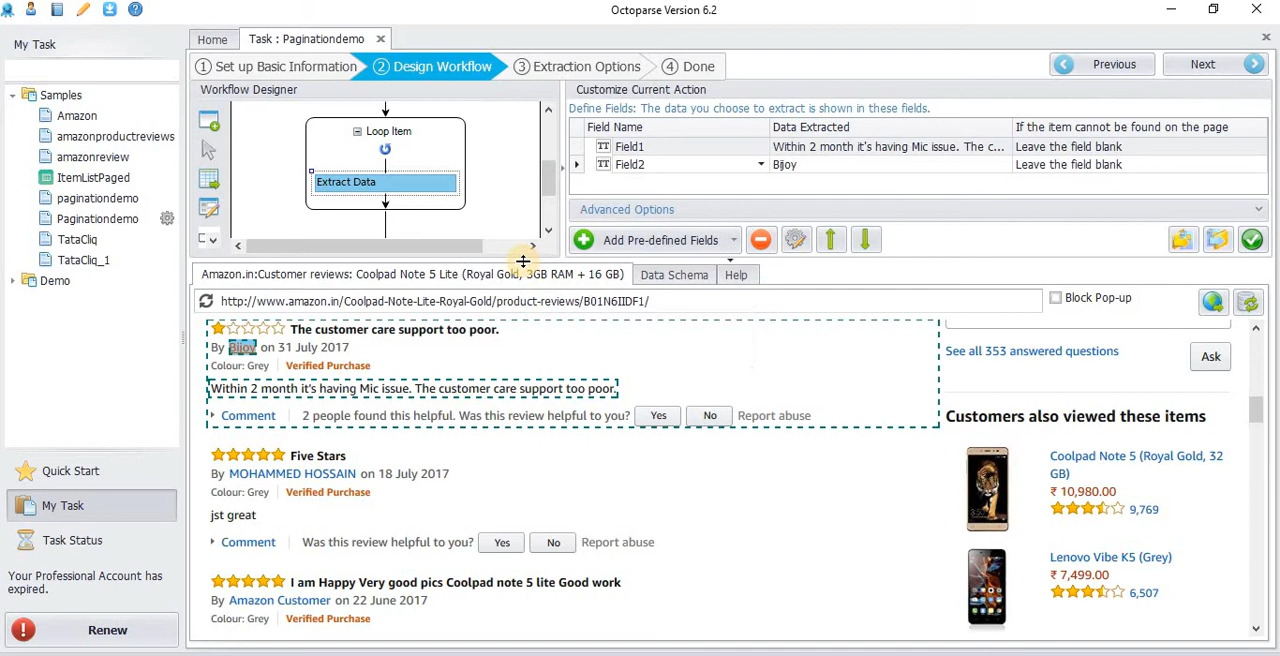 Octoparse Version 6.2
My Task
Home
Task : Paginationdemo
1 Set up Basic Information
2 Design Workflow
3 Extraction Options
4 Done
Previous
Next
Samples
Amazon
amazonproductreviews
amazonreview
ItemListPaged
paginationdemo
Paginationdemo
TataCliq
TataCliq_1
Demo
Quick Start
My Task
Task Status
Your Professional Account has
expired.
Renew
Workflow Designer
Loop Item
Extract Data
Customize Current Action
Define Fields: The data you choose to extract is shown in these fields.
Field Name Data Extracted If the item cannot be found on the page
Field1 Within 2 month it's having Mic issue. The c... Leave the field blank
Field2 Bijoy Leave the field blank
Advanced Options
Add Pre-defined Fields
Amazon.in:Customer reviews: Coolpad Note 5 Lite (Royal Gold, 3GB RAM + 16 GB)
Data Schema
Help
http://www.amazon.in/Coolpad-Note-Lite-Royal-Gold/product-reviews/B01N6IIDF1/
Block Pop-up
The customer care support too poor.
By Bijoy on 31 July 2017
Colour: Grey Verified Purchase
Within 2 month it's having Mic issue. The customer care support too poor.
Comment 2 people found this helpful. Was this review helpful to you? Yes No Report abuse
Five Stars
By MOHAMMED HOSSAIN on 18 July 2017
Colour: Grey Verified Purchase
jst great
Comment Was this review helpful to you? Yes No Report abuse
I am Happy Very good pics Coolpad note 5 lite Good work
By Amazon Customer on 22 June 2017
Colour: Grey Verified Purchase
See all 353 answered questions
Ask
Customers also viewed these items
Coolpad Note 5 (Royal Gold, 32
GB)
₹ 10,980.00
9,769
Lenovo Vibe K5 (Grey)
₹ 7,499.00
6,507